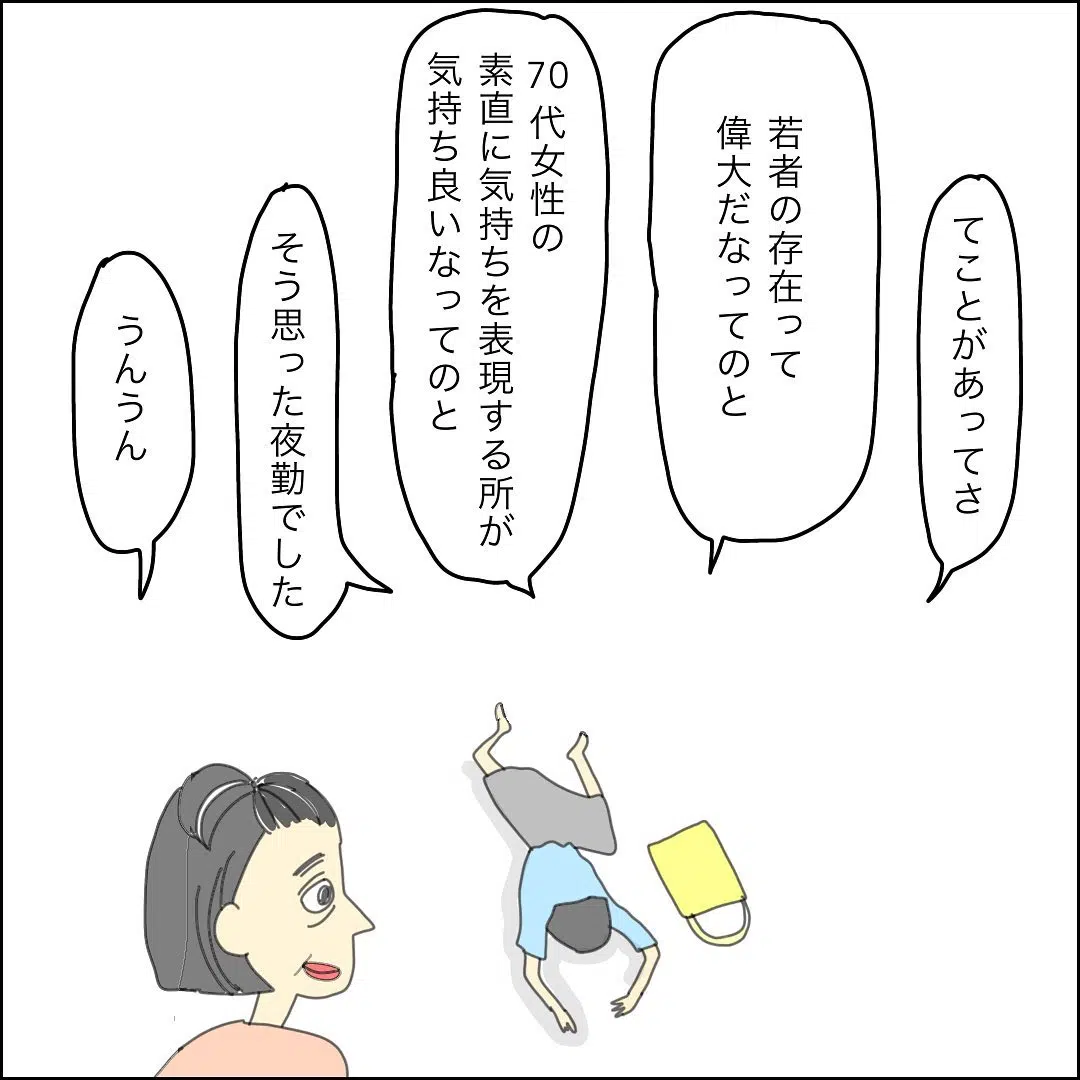 てことがあってさ
若者の存在って
偉大だなってのと
70代女性の
素直に気持ちを表現する所が
気持ち良いなってのと
そう思った夜勤でした
うんうん